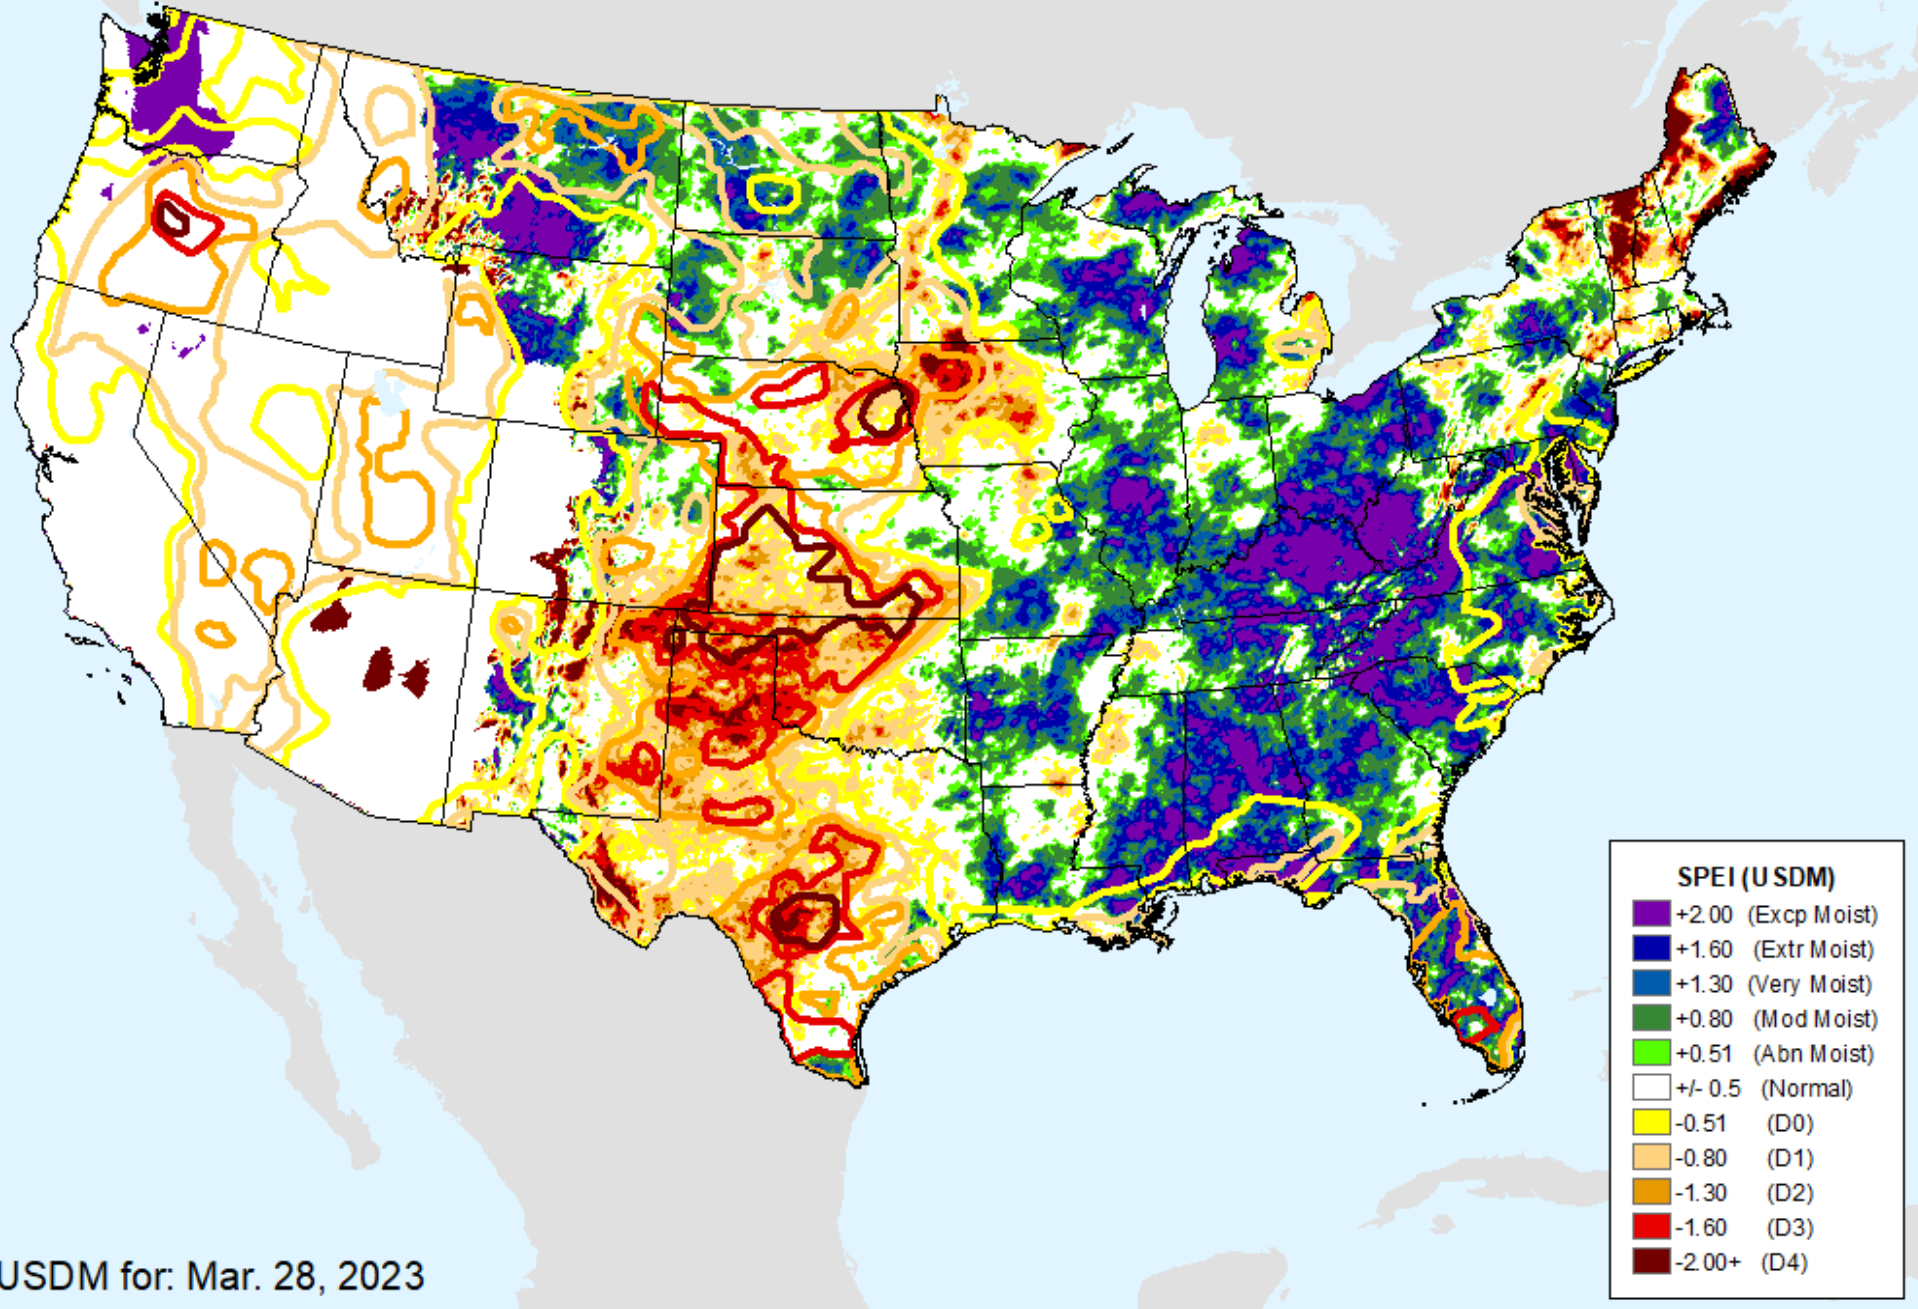 SPEI (USDM)
+2.00 (Excp Moist)
+1.60 (Extr Moist)
+1.30 (Very Moist)
+0.80 (Mod Moist)
+0.51 (Abn Moist)
+/- 0.5 (Normal)
-0.51 (D0)
-0.80 (D1)
-1.30 (D2)
-1.60 (D3)
-2.00+ (D4)
USDM for: Mar. 28, 2023